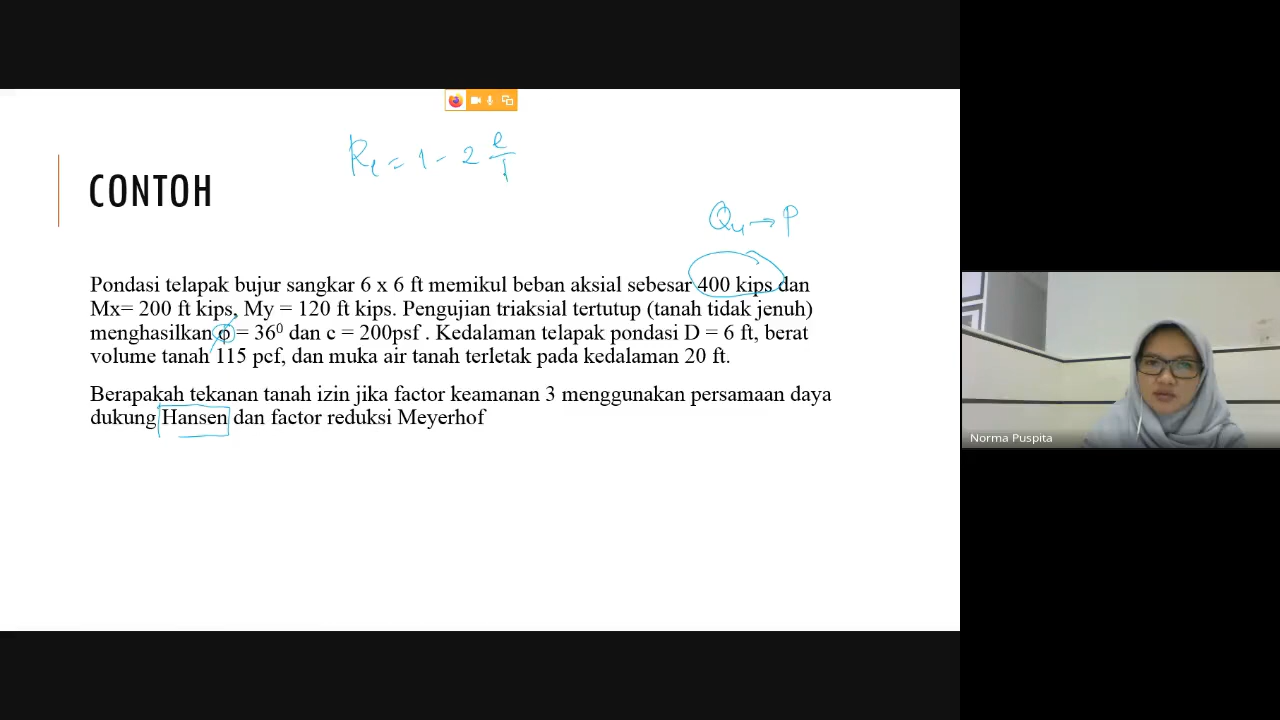 R_e = 1 - 2 e/
CONTOH
Qu → P
Pondasi telapak bujur sangkar 6 x 6 ft memikul beban aksial sebesar 400 kips dan
Mx= 200 ft kips, My = 120 ft kips. Pengujian triaksial tertutup (tanah tidak jenuh)
menghasilkan φ = 36⁰ dan c = 200psf . Kedalaman telapak pondasi D = 6 ft, berat
volume tanah 115 pcf, dan muka air tanah terletak pada kedalaman 20 ft.
Berapakah tekanan tanah izin jika factor keamanan 3 menggunakan persamaan daya
dukung Hansen dan factor reduksi Meyerhof
Norma Puspita